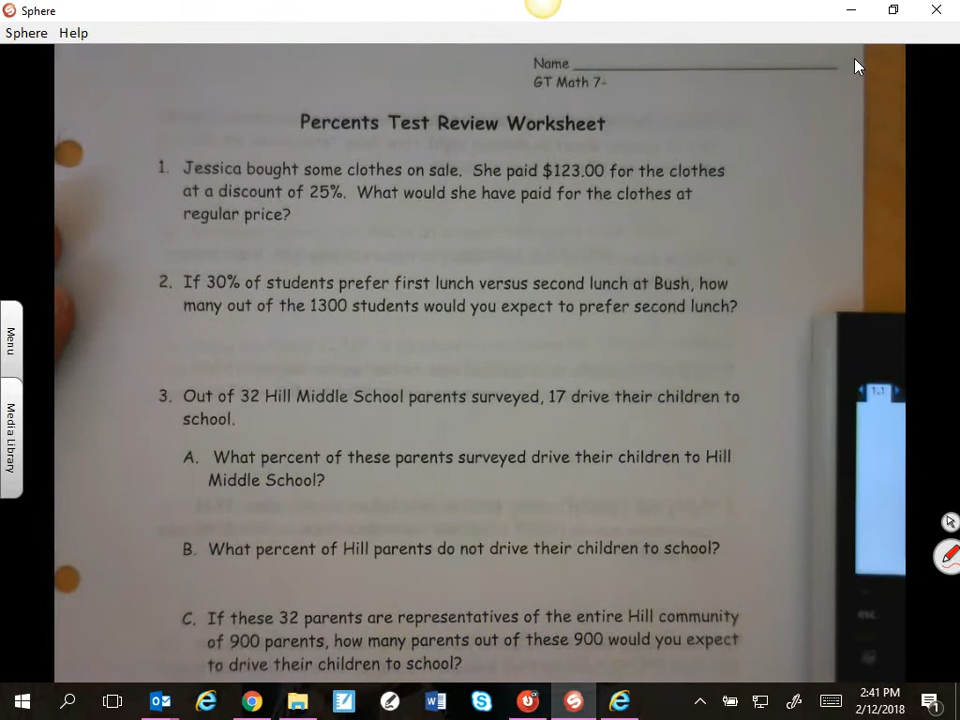 Sphere
Sphere Help
Name
GT Math 7-
Percents Test Review Worksheet
1. Jessica bought some clothes on sale. She paid $123.00 for the clothes
at a discount of 25%. What would she have paid for the clothes at
regular price?
2. If 30% of students prefer first lunch versus second lunch at Bush, how
many out of the 1300 students would you expect to prefer second lunch?
3. Out of 32 Hill Middle School parents surveyed, 17 drive their children to
school.
A. What percent of these parents surveyed drive their children to Hill
Middle School?
B. What percent of Hill parents do not drive their children to school?
C. If these 32 parents are representatives of the entire Hill community
of 900 parents, how many parents out of these 900 would you expect
to drive their children to school?
Menu
Media Library
1.1
esc
2:41 PM
2/12/2018
1